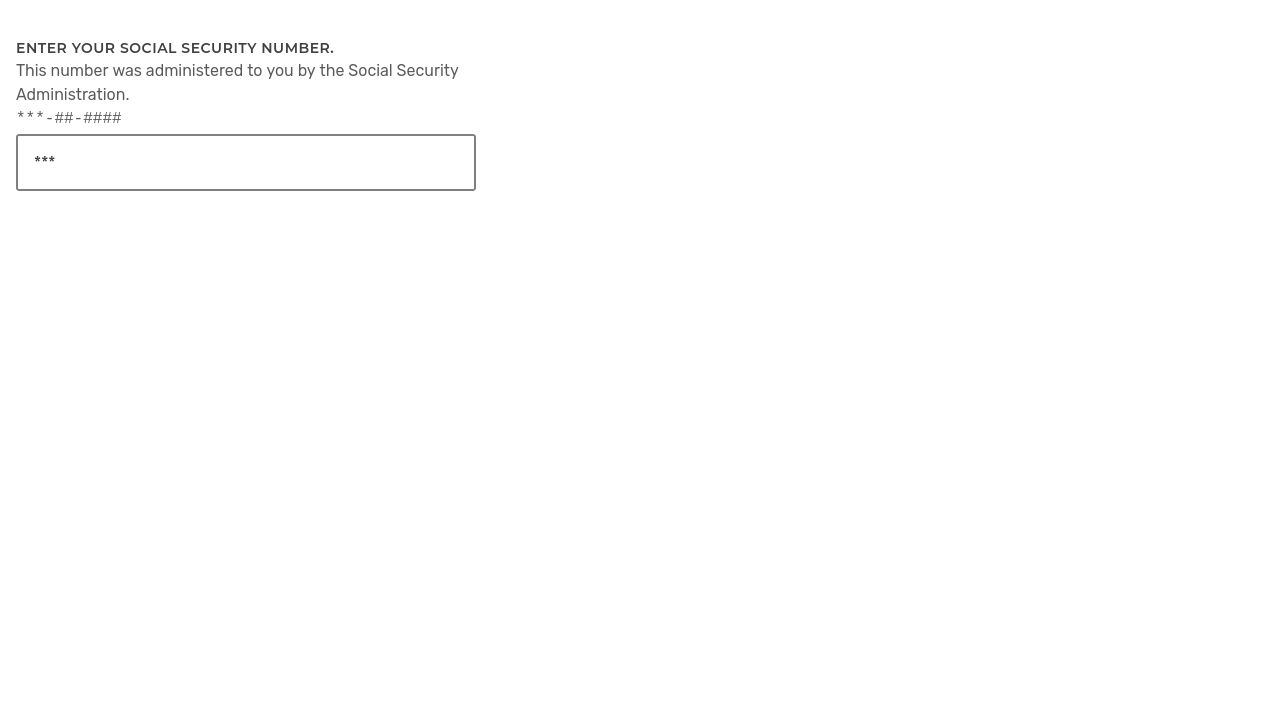 ENTER YOUR SOCIAL SECURITY NUMBER.
This number was administered to you by the Social Security
Administration.
***-##-####
***